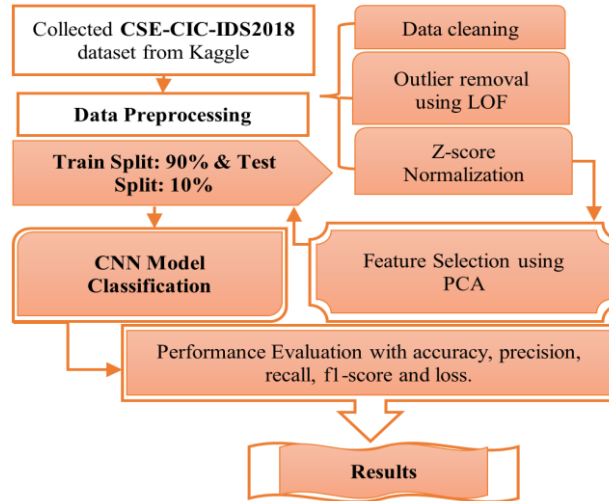 Collected CSE-CIC-IDS2018
dataset from Kaggle
Data Preprocessing
Data cleaning
Outlier removal
using LOF
Z-score
Normalization
Feature Selection using
PCA
Train Split: 90% & Test
Split: 10%
CNN Model
Classification
Performance Evaluation with accuracy, precision,
recall, f1-score and loss.
Results